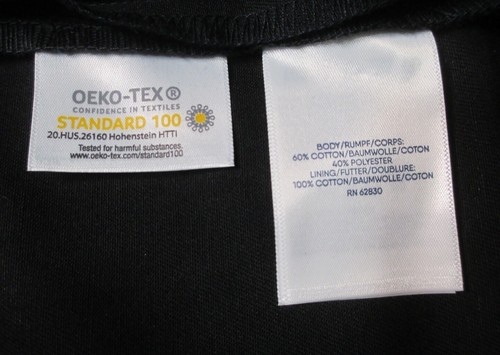 OEKO-TEX®
CONFIDENCE IN TEXTILES
STANDARD 100
20.HUS.26160 Hohenstein HTTI
Tested for harmful substances.
www.oeko-tex.com/standard100
BODY/RUMPF/CORPS:
60% COTTON/BAUMWOLLE/COTON
40% POLYESTER
LINING/FUTTER/DOUBLURE:
100% COTTON/BAUMWOLLE/COTON
RN 62830